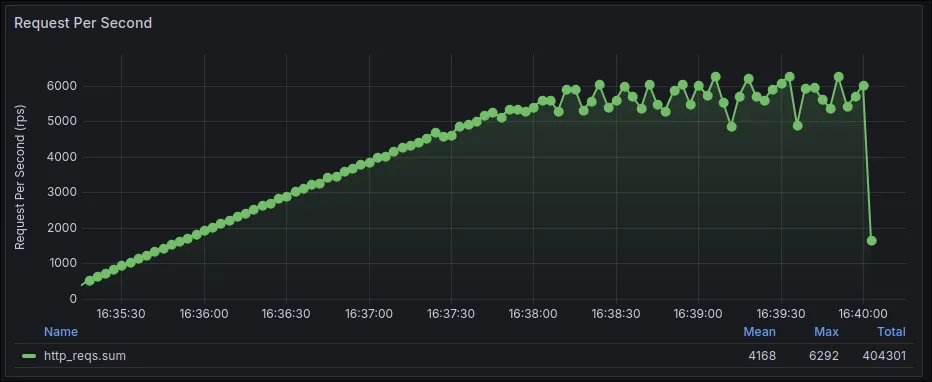 Request Per Second
Request Per Second (rps)
6000
5000
4000
3000
2000
1000
0
16:35:30 16:36:00 16:36:30 16:37:00 16:37:30 16:38:00 16:38:30 16:39:00 16:39:30 16:40:00
Name Mean Max Total
http_reqs.sum 4168 6292 404301